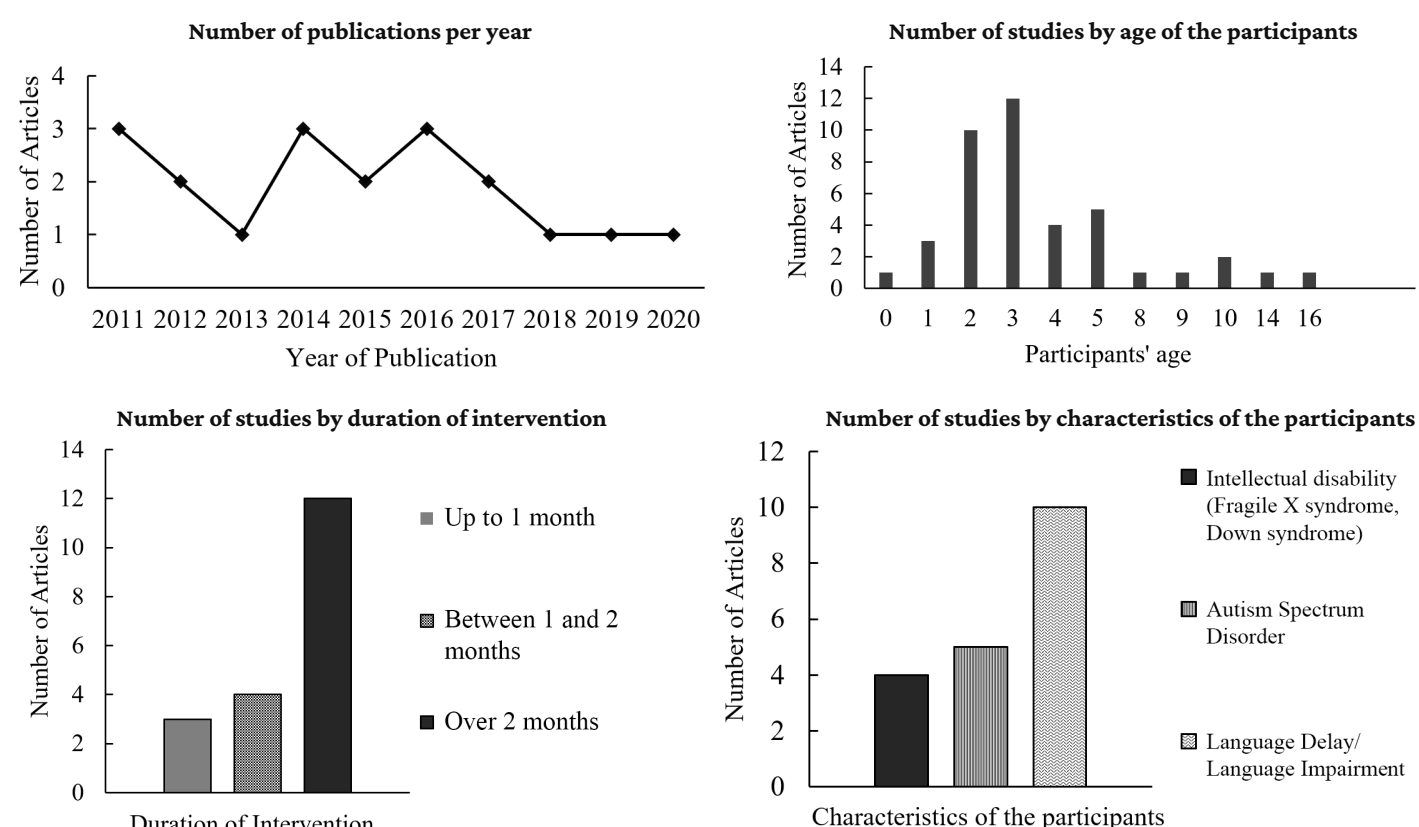 Number of publications per year
Number of Articles
4
3
2
1
0
2011 2012 2013 2014 2015 2016 2017 2018 2019 2020
Year of Publication
Number of studies by age of the participants
Number of Articles
14
12
10
8
6
4
2
0
0 1 2 3 4 5 8 9 10 14 16
Participants' age
Number of studies by duration of intervention
Number of Articles
14
12
10
8
6
4
2
0
Up to 1 month
Between 1 and 2
months
Over 2 months
Duration of Intervention
Number of studies by characteristics of the participants
Number of Articles
12
10
8
6
4
2
0
Intellectual disability
(Fragile X syndrome,
Down syndrome)
Autism Spectrum
Disorder
Language Delay/
Language Impairment
Characteristics of the participants